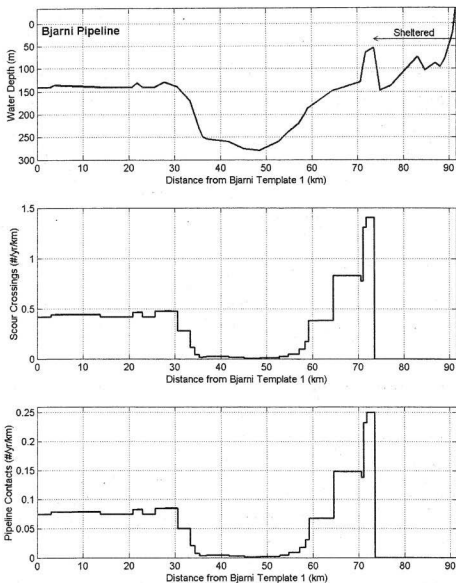 Bjarni Pipeline
Sheltered
Water Depth (m)
0
50
100
150
200
250
300
0 10 20 30 40 50 60 70 80 90
Distance from Bjarni Template 1 (km)
Scour Crossings (#/yr/km)
1.5
1
0.5
0
0 10 20 30 40 50 60 70 80 90
Distance from Bjarni Template 1 (km)
Pipeline Contacts (#/yr/km)
0.25
0.2
0.15
0.1
0.05
0
0 10 20 30 40 50 60 70 80 90
Distance from Bjarni Template 1 (km)